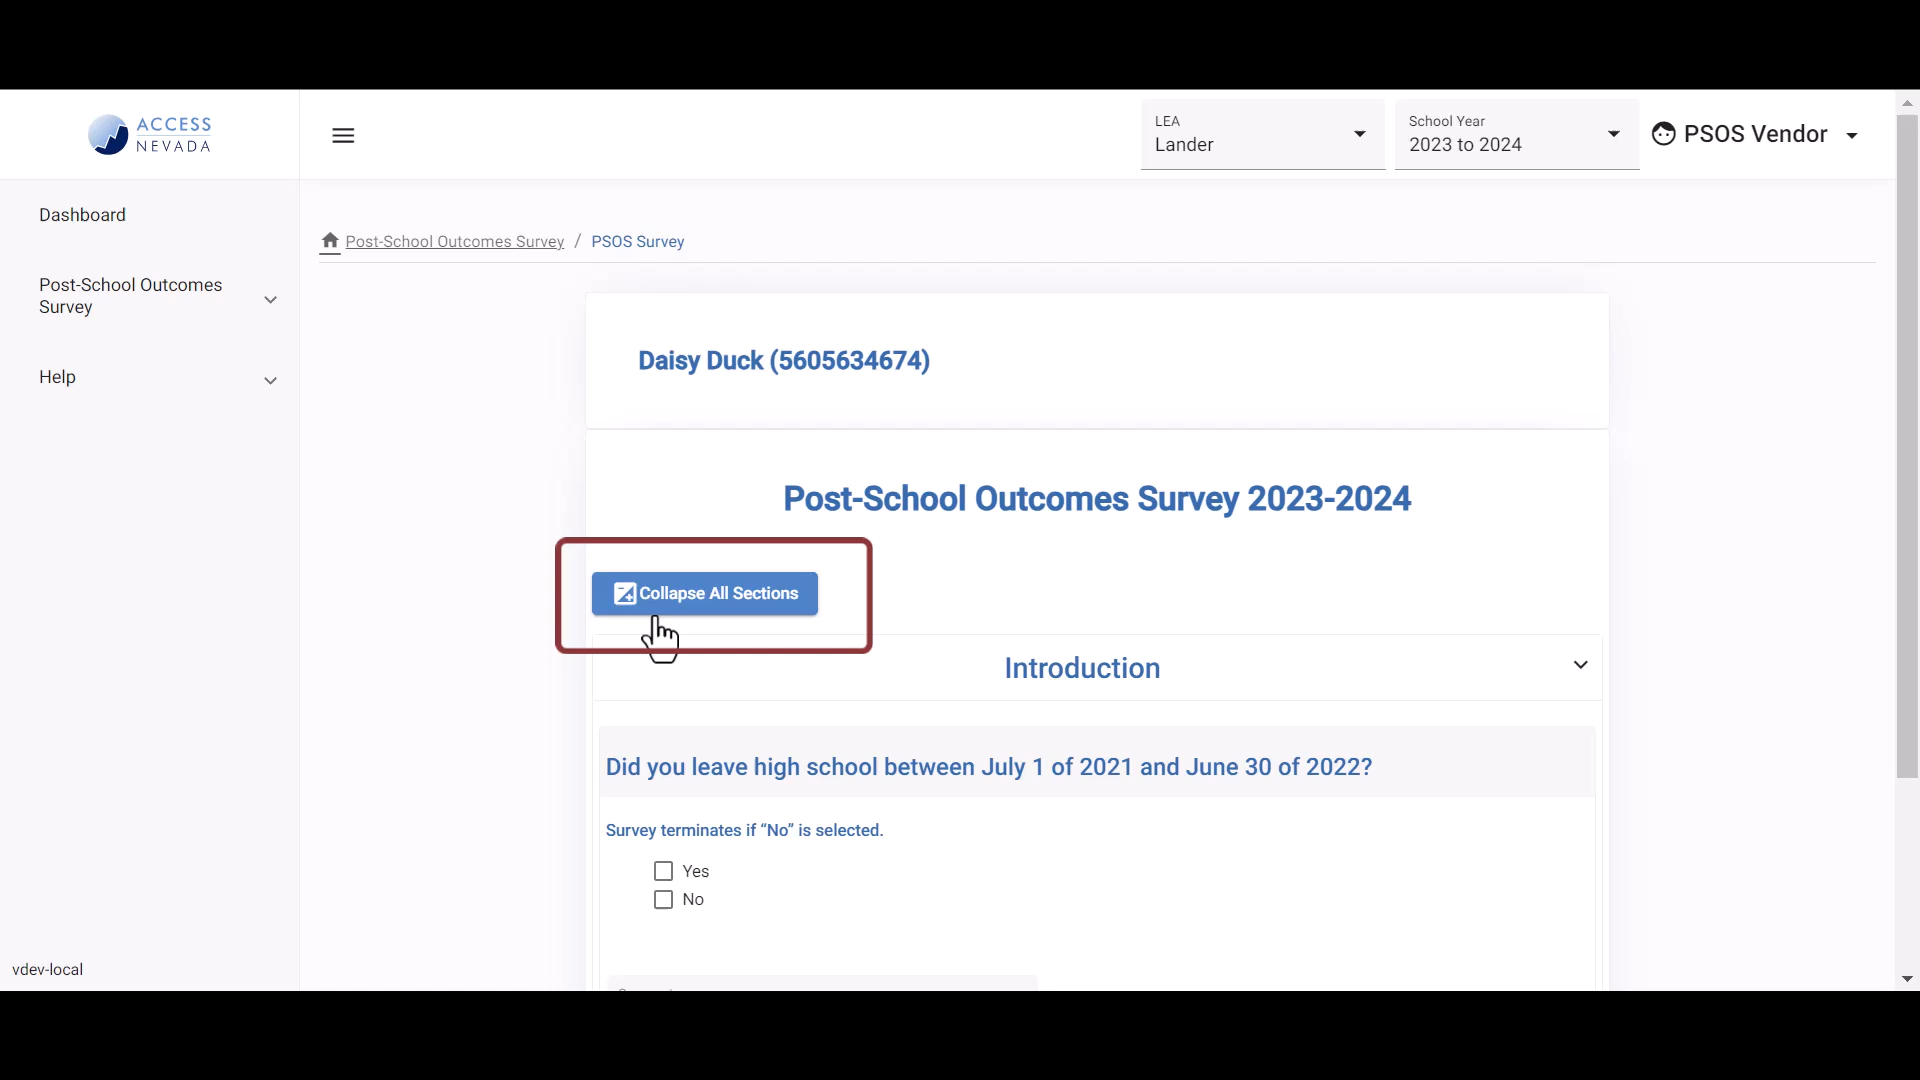 ACCESS
NEVADA
LEA
Lander
School Year
2023 to 2024
PSOS Vendor
Dashboard
Post-School Outcomes
Survey
Help
Post-School Outcomes Survey / PSOS Survey
Daisy Duck (5605634674)
Post-School Outcomes Survey 2023-2024
Collapse All Sections
Introduction
Did you leave high school between July 1 of 2021 and June 30 of 2022?
Survey terminates if “No” is selected.
Yes
No
vdev-local